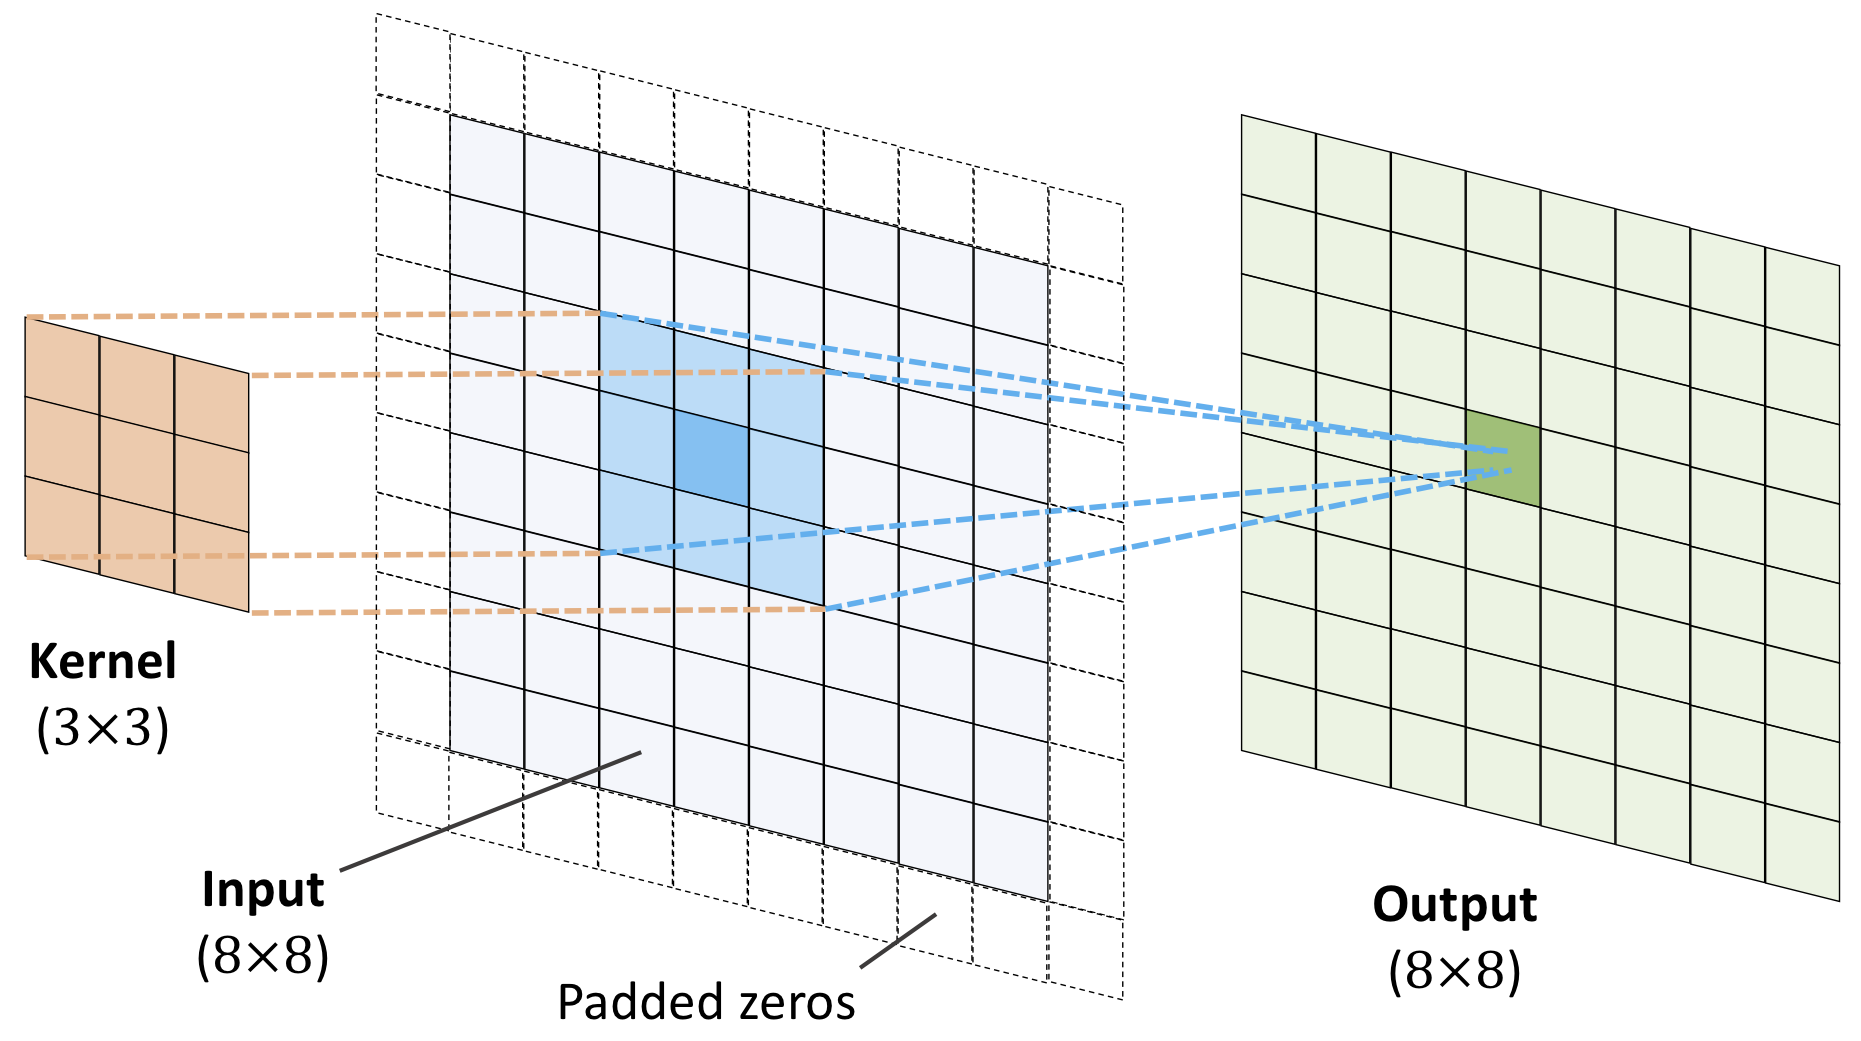 Kernel
(3×3)
Input
(8×8)
Padded zeros
Output
(8×8)